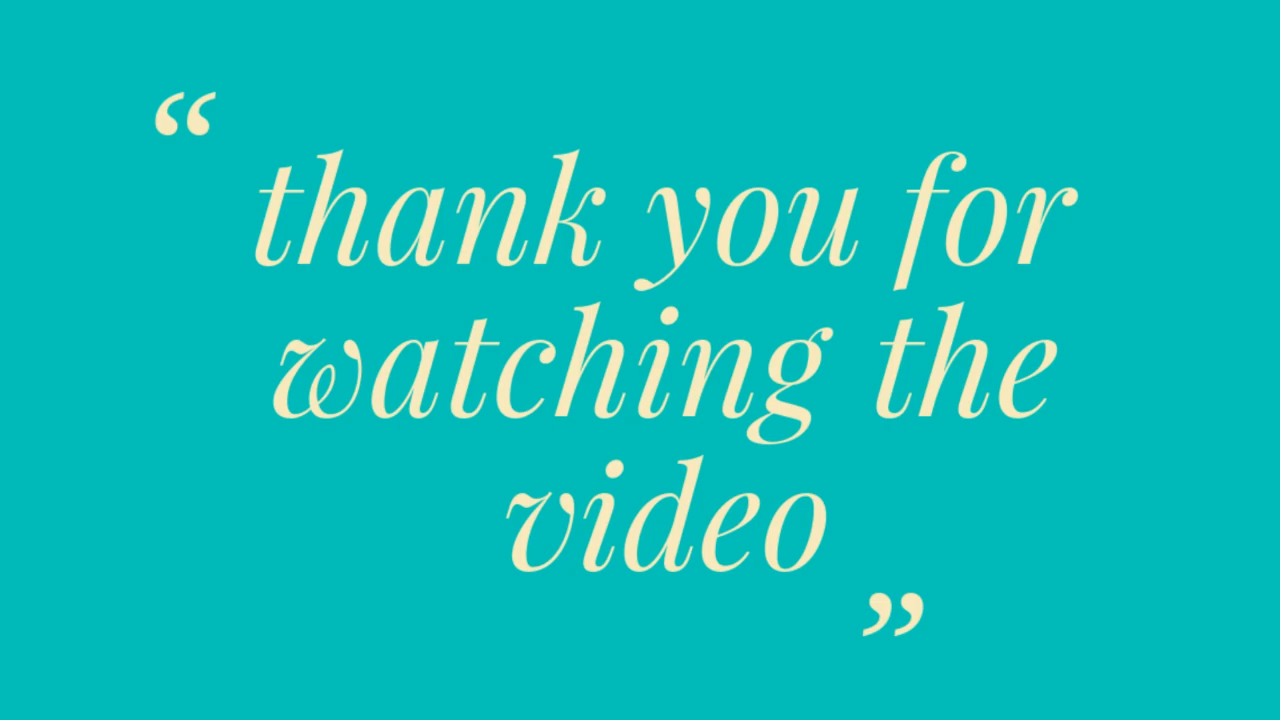 “
thank you for
watching the
video
”